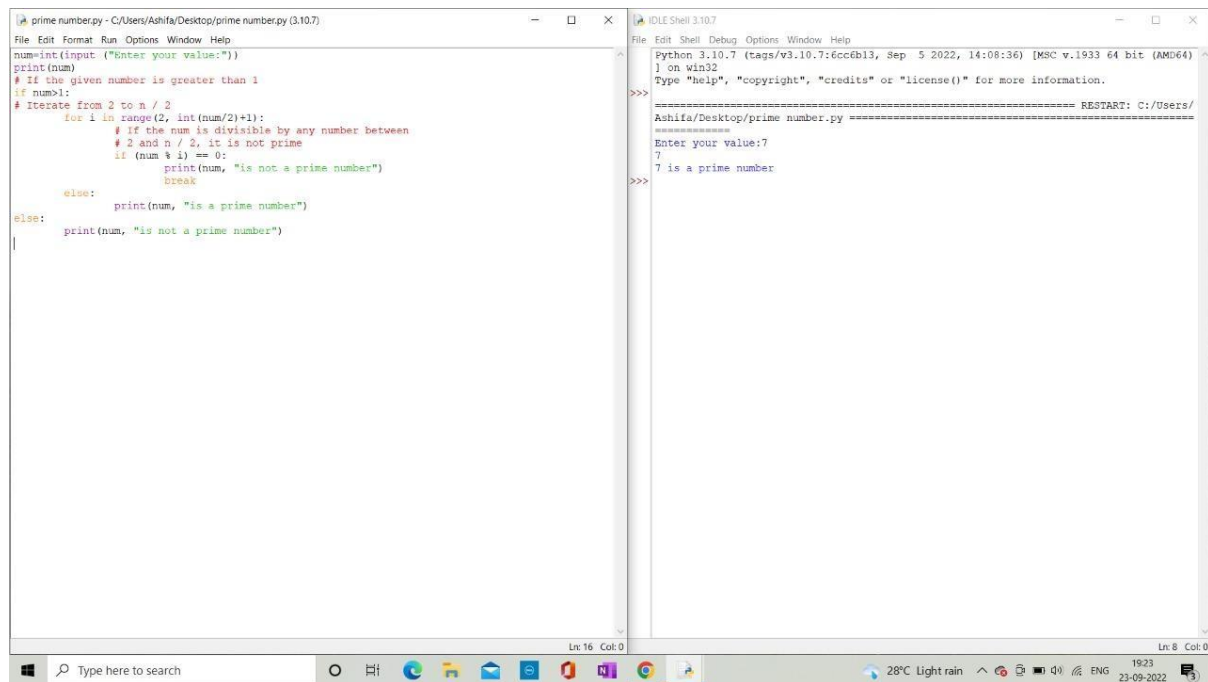 prime number.py - C:/Users/Ashifa/Desktop/prime number.py (3.10.7)
File Edit Format Run Options Window Help
num=int(input ("Enter your value:"))
print(num)
# If the given number is greater than 1
if num>1:
# Iterate from 2 to n / 2
        for i in range(2, int(num/2)+1):
                # If the num is divisible by any number between
                # 2 and n / 2, it is not prime
                if (num % i) == 0:
                        print(num, "is not a prime number")
                        break
        else:
                print(num, "is a prime number")
else:
        print(num, "is not a prime number")
Ln: 16 Col: 0
IDLE Shell 3.10.7
File Edit Shell Debug Options Window Help
Python 3.10.7 (tags/v3.10.7:6cc6b13, Sep  5 2022, 14:08:36) [MSC v.1933 64 bit (AMD64)
] on win32
Type "help", "copyright", "credits" or "license()" for more information.
>>>
================================================================== RESTART: C:/Users/
Ashifa/Desktop/prime number.py ======================================================
============
Enter your value:7
7
7 is a prime number
>>>
Ln: 8 Col: 0
Type here to search
28°C Light rain
ENG
19:23
23-09-2022
3